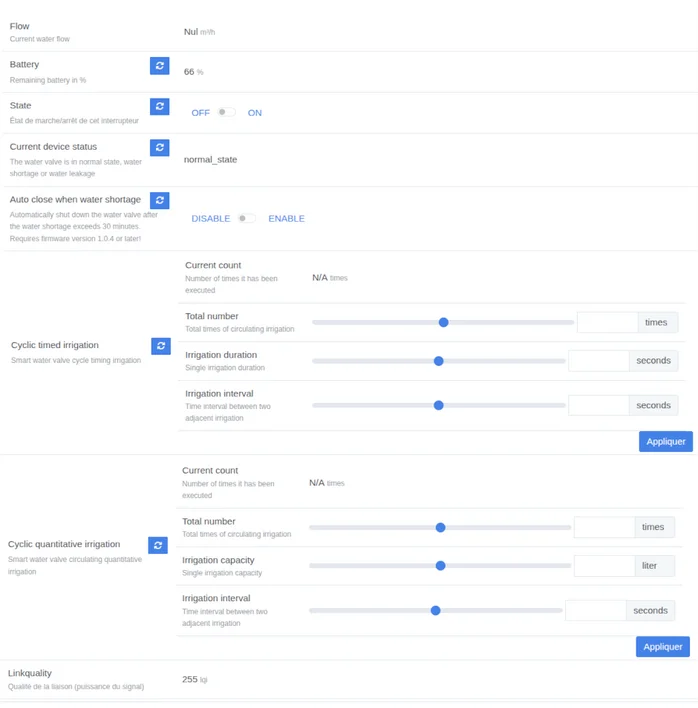 Flow
Current water flow
Nul m³/h
Battery
Remaining battery in %
66 %
State
État de marche/arrêt de cet interrupteur
OFF ON
Current device status
The water valve is in normal state, water
shortage or water leakage
normal_state
Auto close when water shortage
Automatically shut down the water valve after
the water shortage exceeds 30 minutes.
Requires firmware version 1.0.4 or later!
DISABLE ENABLE
Cyclic timed irrigation
Smart water valve cycle timing irrigation
Current count
Number of times it has been
executed
N/A times
Total number
Total times of circulating irrigation
times
Irrigation duration
Single irrigation duration
seconds
Irrigation interval
Time interval between two
adjacent irrigation
seconds
Appliquer
Cyclic quantitative irrigation
Smart water valve circulating quantitative
irrigation
Current count
Number of times it has been
executed
N/A times
Total number
Total times of circulating irrigation
times
Irrigation capacity
Single irrigation capacity
liter
Irrigation interval
Time interval between two
adjacent irrigation
seconds
Appliquer
Linkquality
Qualité de la liaison (puissance du signal)
255 lqi